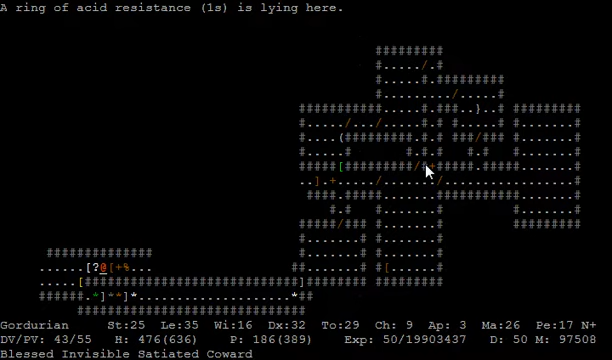 A ring of acid resistance (1s) is lying here.
Gordurian St:25 Le:35 Wi:16 Dx:32 To:29 Ch: 9 Ap: 3 Ma:26 Pe:17 N+
DV/PV: 43/55 H: 476(636) P: 186(389) Exp: 50/19903437 D: 50 M: 97508
Blessed Invisible Satiated Coward